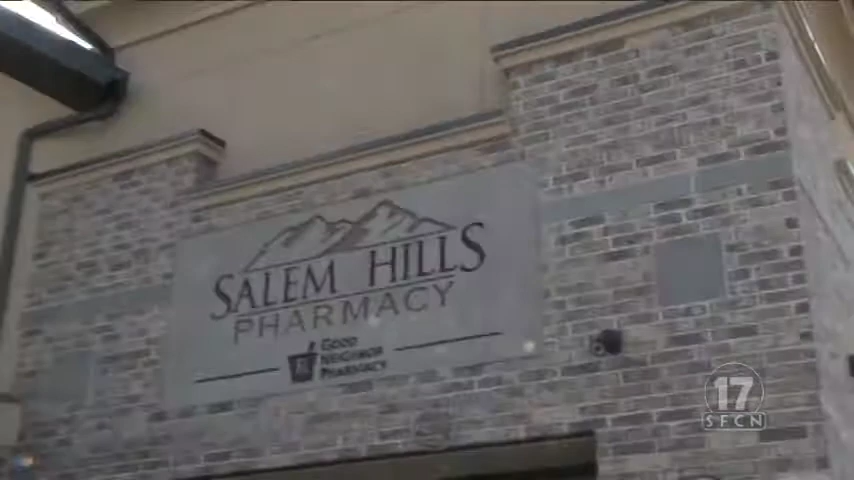 SALEM HILLS
PHARMACY
GOOD
NEIGHBOR
PHARMACY
17
SFCN